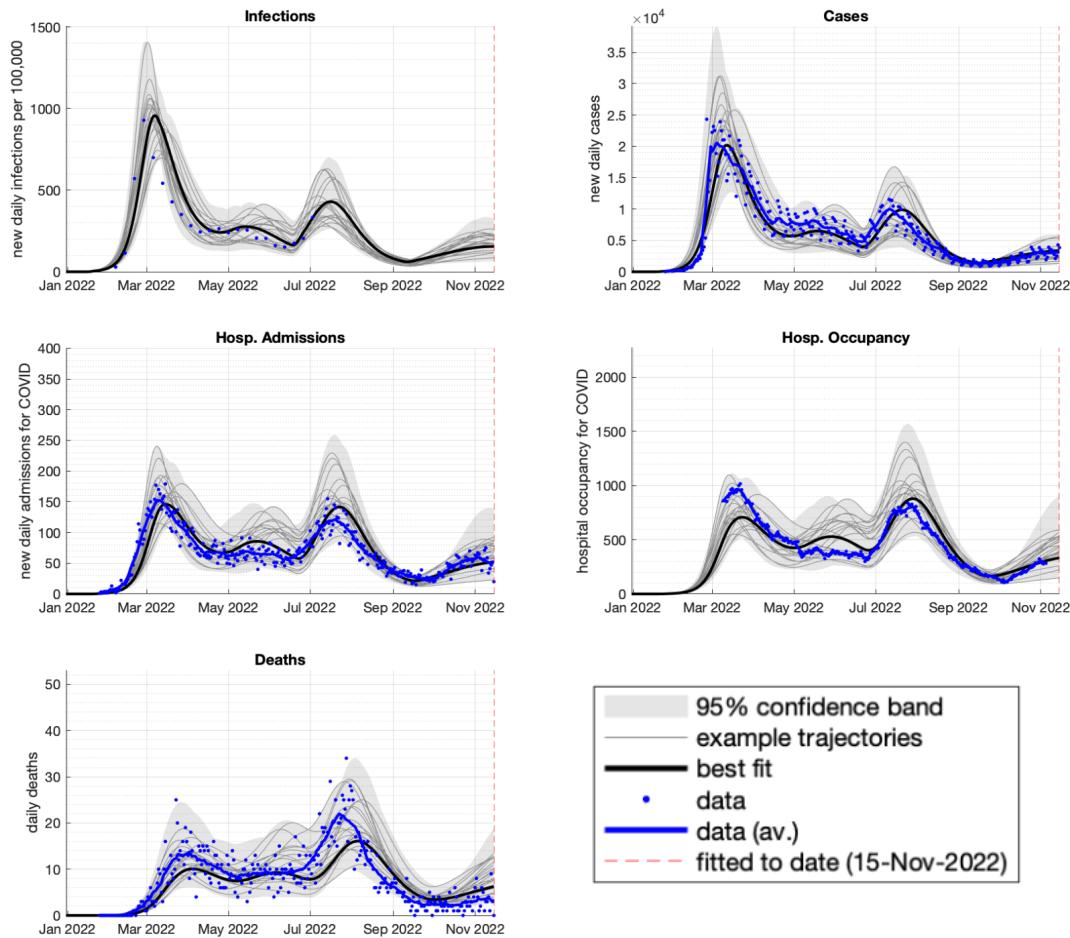 Infections
new daily infections per 100,000
1500
1000
500
0
Jan 2022 Mar 2022 May 2022 Jul 2022 Sep 2022 Nov 2022
Cases
×10⁴
new daily cases
3.5
3
2.5
2
1.5
1
0.5
0
Jan 2022 Mar 2022 May 2022 Jul 2022 Sep 2022 Nov 2022
Hosp. Admissions
new daily admissions for COVID
400
350
300
250
200
150
100
50
0
Jan 2022 Mar 2022 May 2022 Jul 2022 Sep 2022 Nov 2022
Hosp. Occupancy
hospital occupancy for COVID
2000
1500
1000
500
0
Jan 2022 Mar 2022 May 2022 Jul 2022 Sep 2022 Nov 2022
Deaths
daily deaths
50
40
30
20
10
0
Jan 2022 Mar 2022 May 2022 Jul 2022 Sep 2022 Nov 2022
95% confidence band
example trajectories
best fit
data
data (av.)
fitted to date (15-Nov-2022)